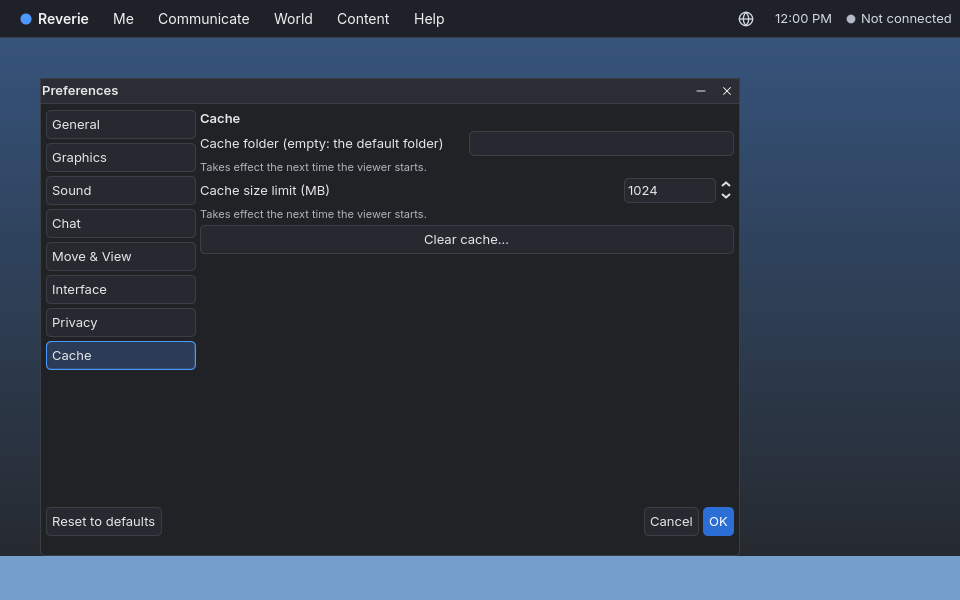 Reverie Me Communicate World Content Help 12:00 PM Not connected
Preferences
General
Graphics
Sound
Chat
Move & View
Interface
Privacy
Cache
Cache
Cache folder (empty: the default folder)
Takes effect the next time the viewer starts.
Cache size limit (MB) 1024
Takes effect the next time the viewer starts.
Clear cache...
Reset to defaults Cancel OK